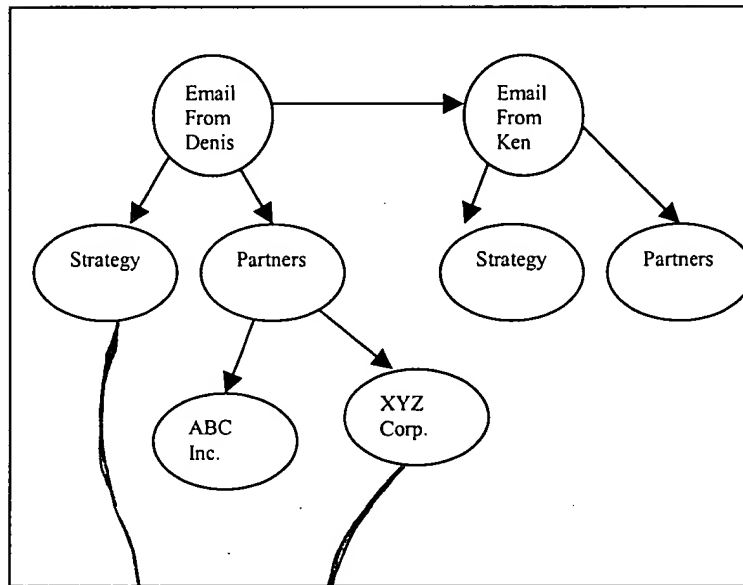 Email
From
Denis
Email
From
Ken
Strategy
Partners
Strategy
Partners
ABC
Inc.
XYZ
Corp.